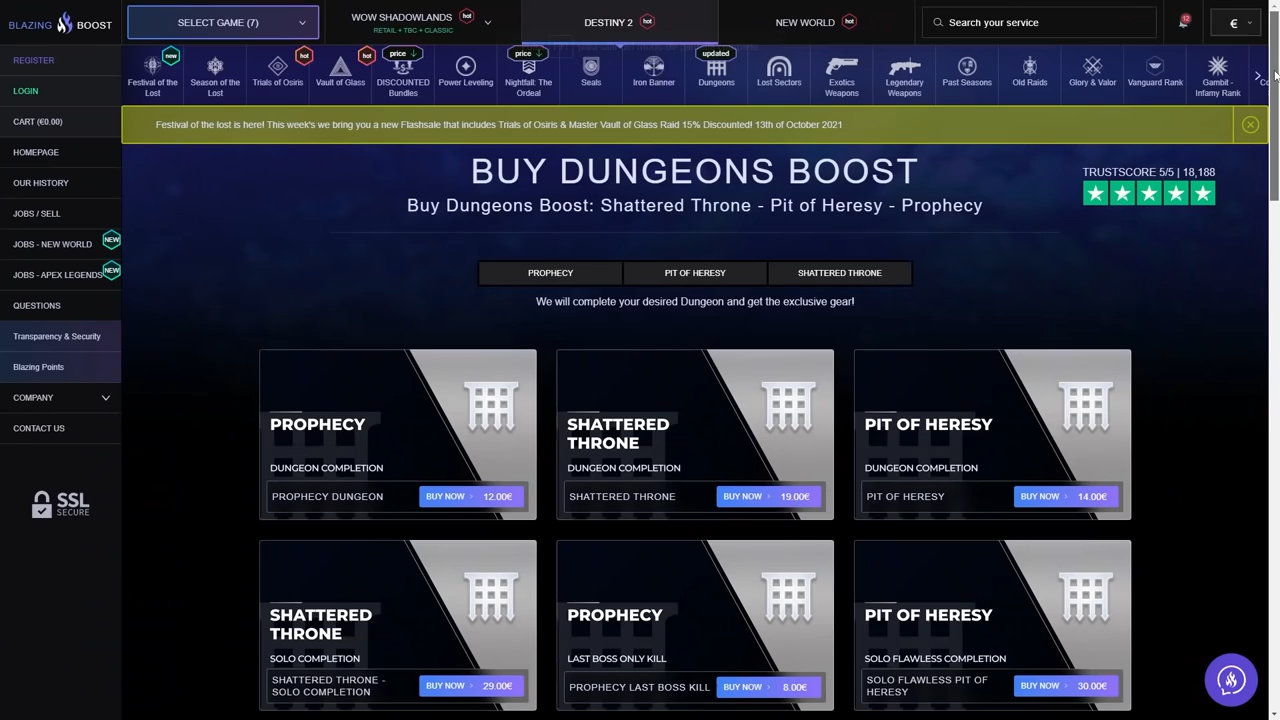 BLAZING BOOST
SELECT GAME (7)
WOW SHADOWLANDS hot
RETAIL + TBC + CLASSIC
DESTINY 2 hot
NEW WORLD hot
Search your service
12
€
LOGIN
CART (€0.00)
HOMEPAGE
OUR HISTORY
JOBS / SELL
JOBS - NEW WORLD NEW
JOBS - APEX LEGENDS NEW
QUESTIONS
Transparency & Security
Blazing Points
COMPANY
CONTACT US
SSL
SECURE
new
Festival of the
Lost
Season of the
Lost
hot
Trials of Osiris
hot
Vault of Glass
price ↓
DISCOUNTED
Bundles
Power Leveling
price ↓
Nightfall: The
Ordeal
Seals
Iron Banner
updated
Dungeons
Lost Sectors
Exotics
Weapons
Legendary
Weapons
Past Seasons
Old Raids
Glory & Valor
Vanguard Rank
Gambit -
Infamy Rank
Festival of the lost is here! This week's we bring you a new Flashsale that includes Trials of Osiris & Master Vault of Glass Raid 15% Discounted! 13th of October 2021
BUY DUNGEONS BOOST
Buy Dungeons Boost: Shattered Throne - Pit of Heresy - Prophecy
TRUSTSCORE 5/5 | 18,188
PROPHECY
PIT OF HERESY
SHATTERED THRONE
We will complete your desired Dungeon and get the exclusive gear!
PROPHECY
DUNGEON COMPLETION
PROPHECY DUNGEON
BUY NOW > 12.00€
SHATTERED
THRONE
DUNGEON COMPLETION
SHATTERED THRONE
BUY NOW > 19.00€
PIT OF HERESY
DUNGEON COMPLETION
PIT OF HERESY
BUY NOW > 14.00€
SHATTERED
THRONE
SOLO COMPLETION
SHATTERED THRONE -
SOLO COMPLETION
BUY NOW > 29.00€
PROPHECY
LAST BOSS ONLY KILL
PROPHECY LAST BOSS KILL
BUY NOW > 8.00€
PIT OF HERESY
SOLO FLAWLESS COMPLETION
SOLO FLAWLESS PIT OF
HERESY
BUY NOW > 30.00€